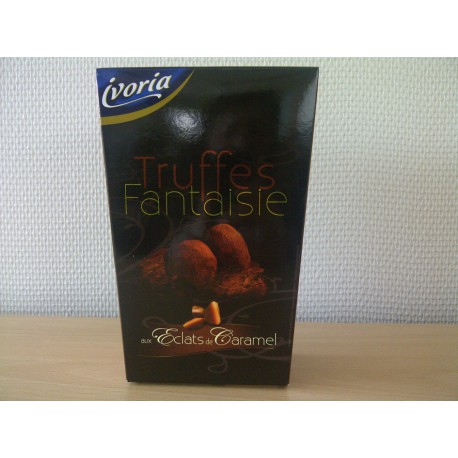 ivoria
Truffes
Fantaisie
aux Eclats de Caramel